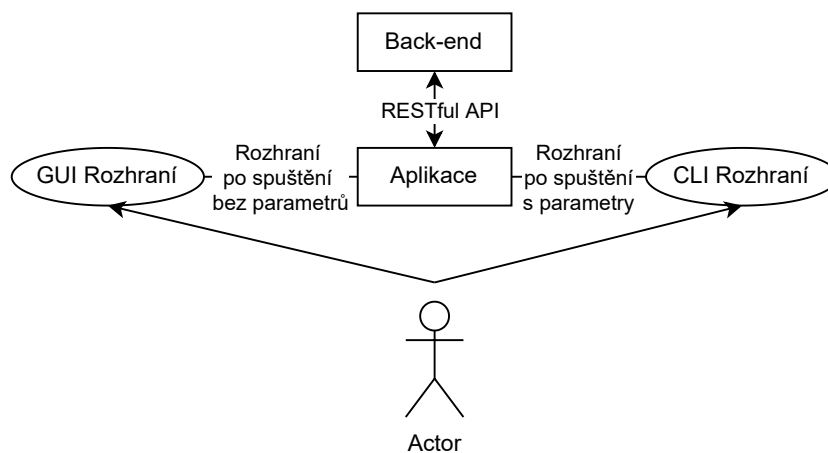 Back-end
RESTful API
GUI Rozhraní
Rozhraní
po spuštění
bez parametrů
Aplikace
Rozhraní
po spuštění
s parametry
CLI Rozhraní
Actor